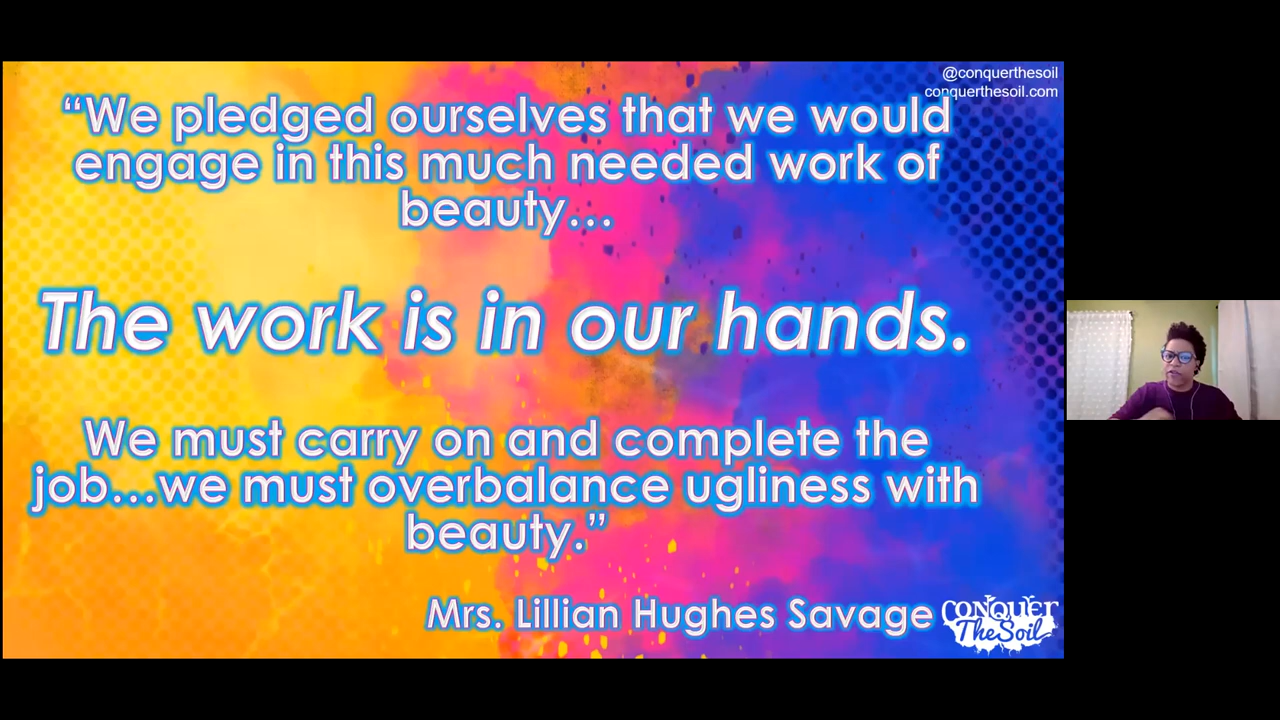 @conquerthesoil
conquerthesoil.com
“We pledged ourselves that we would
engage in this much needed work of
beauty…
The work is in our hands.
We must carry on and complete the
job…we must overbalance ugliness with
beauty.”
Mrs. Lillian Hughes Savage
CONQUER
The Soil